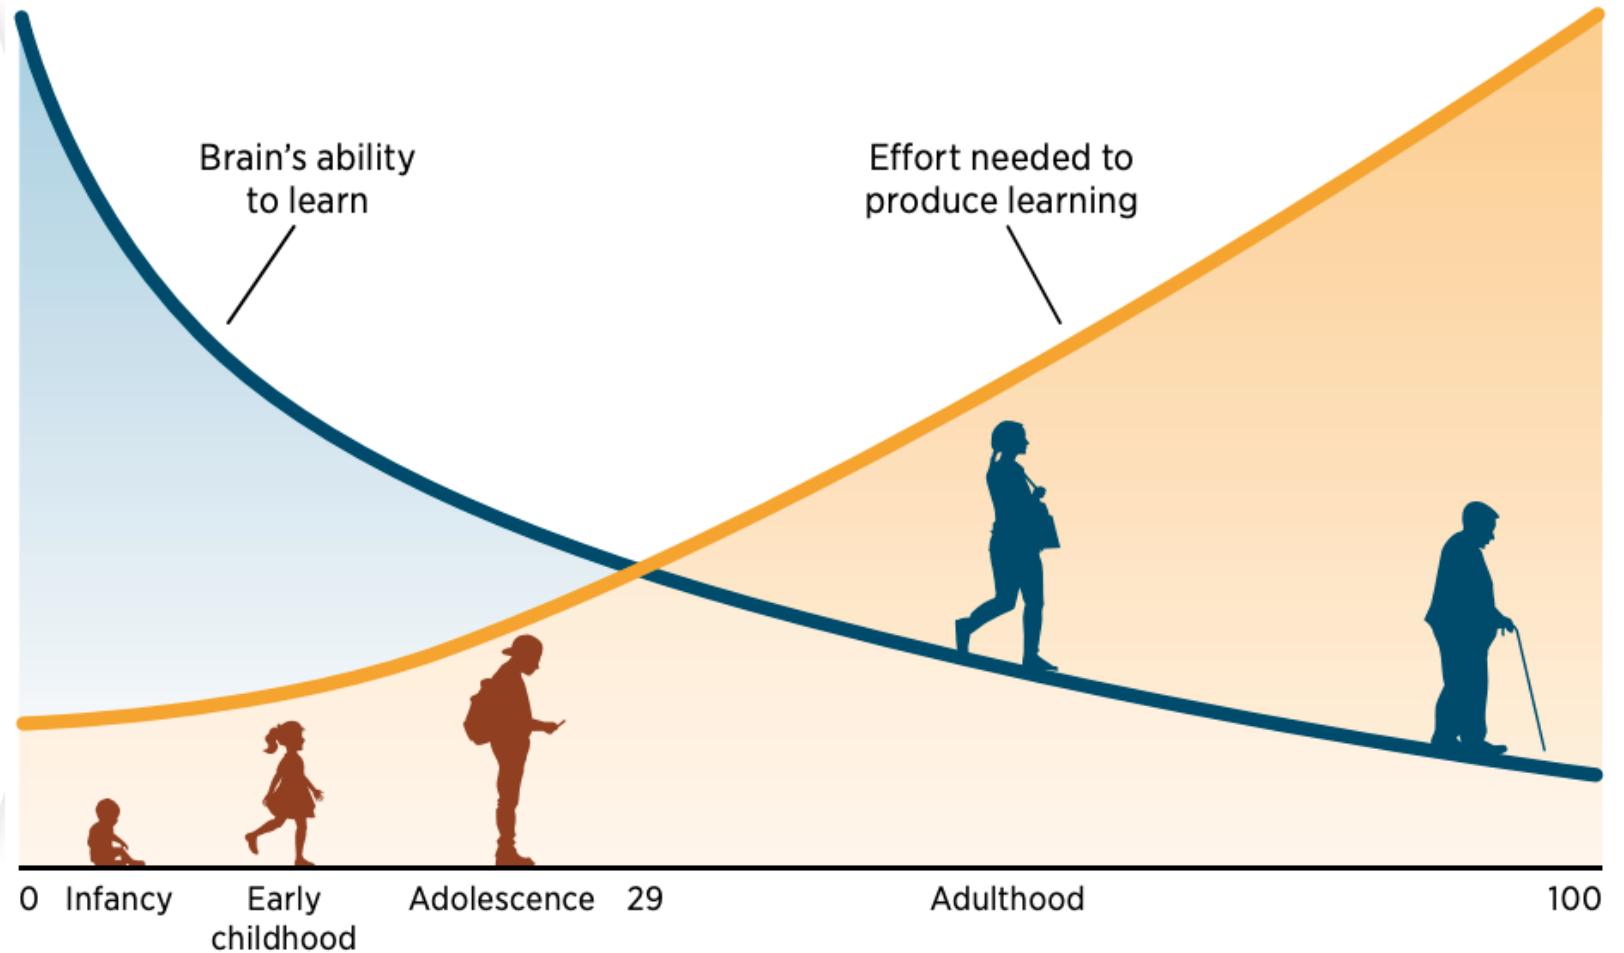 Brain’s ability
to learn
Effort needed to
produce learning
0
Infancy
Early
childhood
Adolescence
29
Adulthood
100